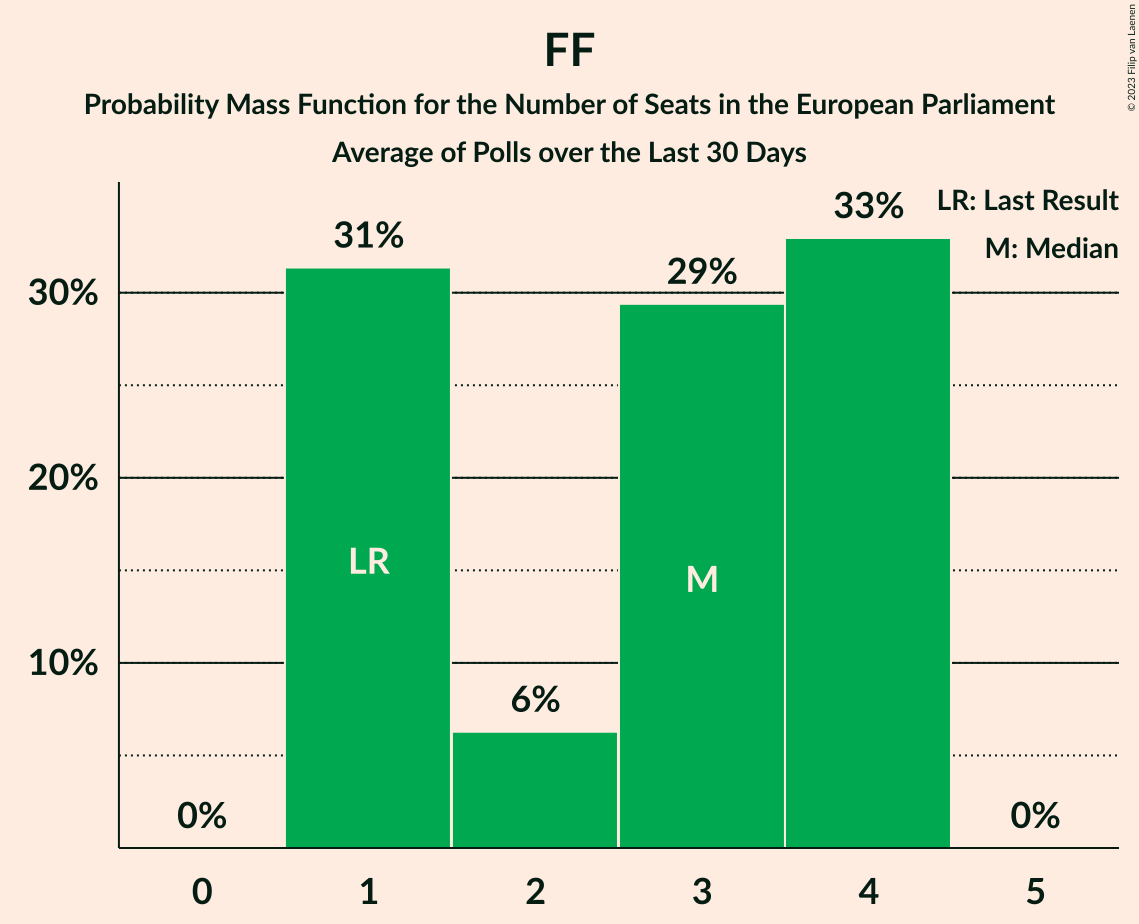 FF
Probability Mass Function for the Number of Seats in the European Parliament
Average of Polls over the Last 30 Days
© 2023 Filip van Laenen
LR: Last Result
M: Median
33%
31%
29%
30%
20%
LR
M
10%
6%
0%
0%
0 1 2 3 4 5